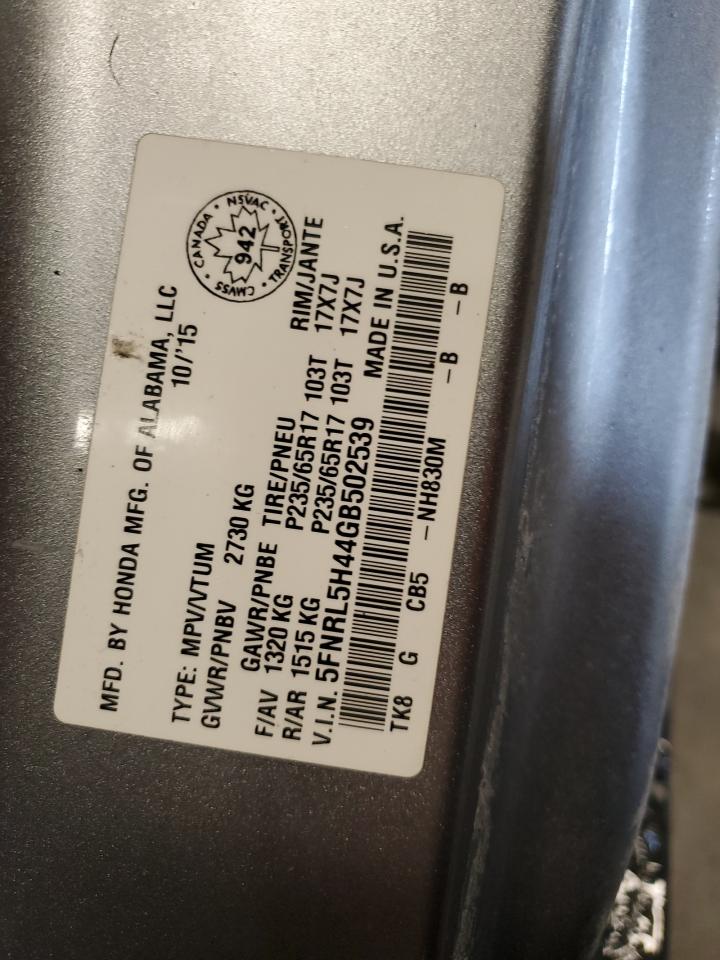 MFD. BY HONDA MFG. OF ALABAMA, LLC
10/'15
CANADA • NSVAC • TRANSPORT • CMVSS
942
TYPE: MPV/VTUM
GVWR/PNBV 2730 KG
GAWR/PNBE TIRE/PNEU RIM/JANTE
F/AV 1320 KG P235/65R17 103T 17X7J
R/AR 1515 KG P235/65R17 103T 17X7J
V.I.N. 5FNRL5H44GB502539 MADE IN U.S.A.
TK8 G CB5 -NH830M -B -B